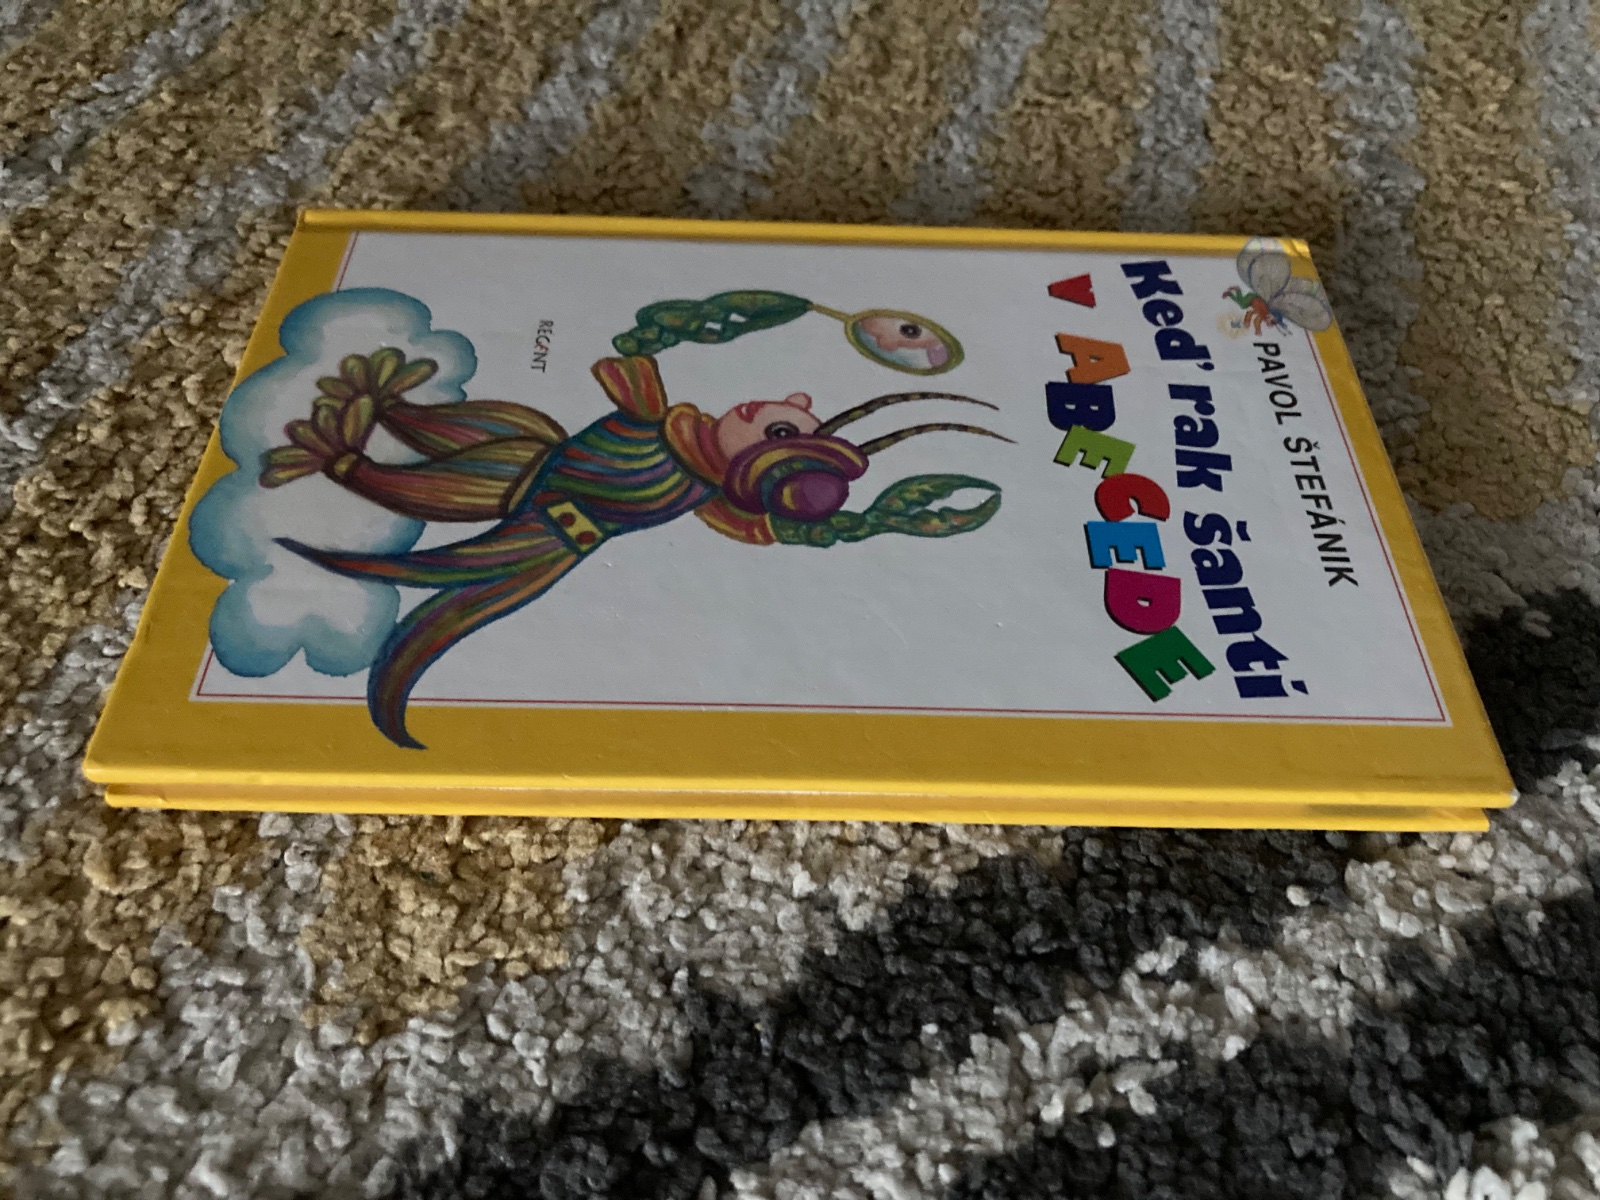 PAVOL ŠTEFÁNIK
Keď rak šantí
v ABECEDE
REGENT